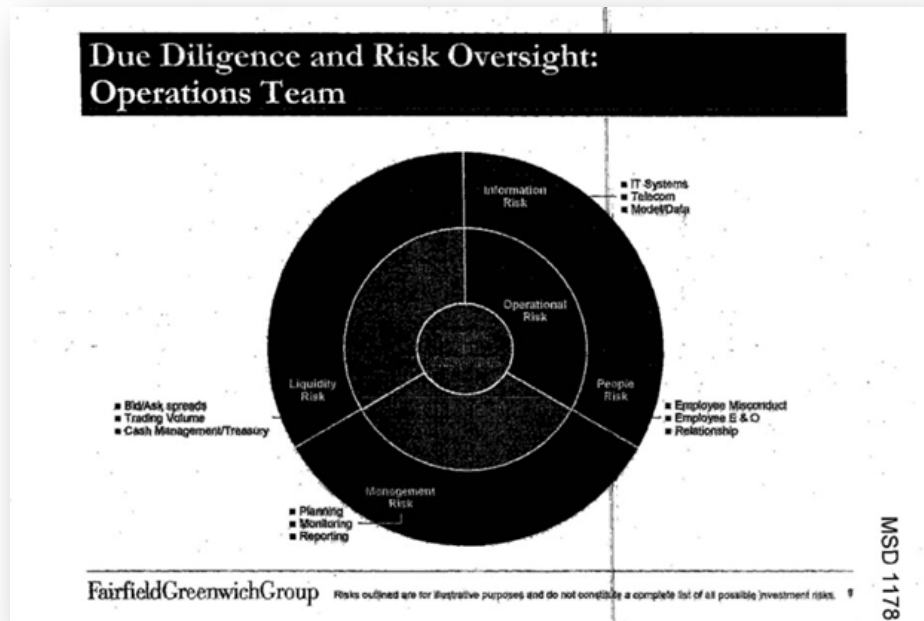 Due Diligence and Risk Oversight:
Operations Team
Information
Risk
■ IT Systems
■ Telecom
■ Model/Data
Operational
Risk
Liquidity
Risk
People
Risk
■ Bid/Ask spreads
■ Trading Volume
■ Cash Management/Treasury
■ Employee Misconduct
■ Employee E & O
■ Relationship
Management
Risk
■ Planning
■ Monitoring
■ Reporting
FairfieldGreenwichGroup
Risks outlined are for illustrative purposes and do not constitute a complete list of all possible investment risks.
MSD 1178